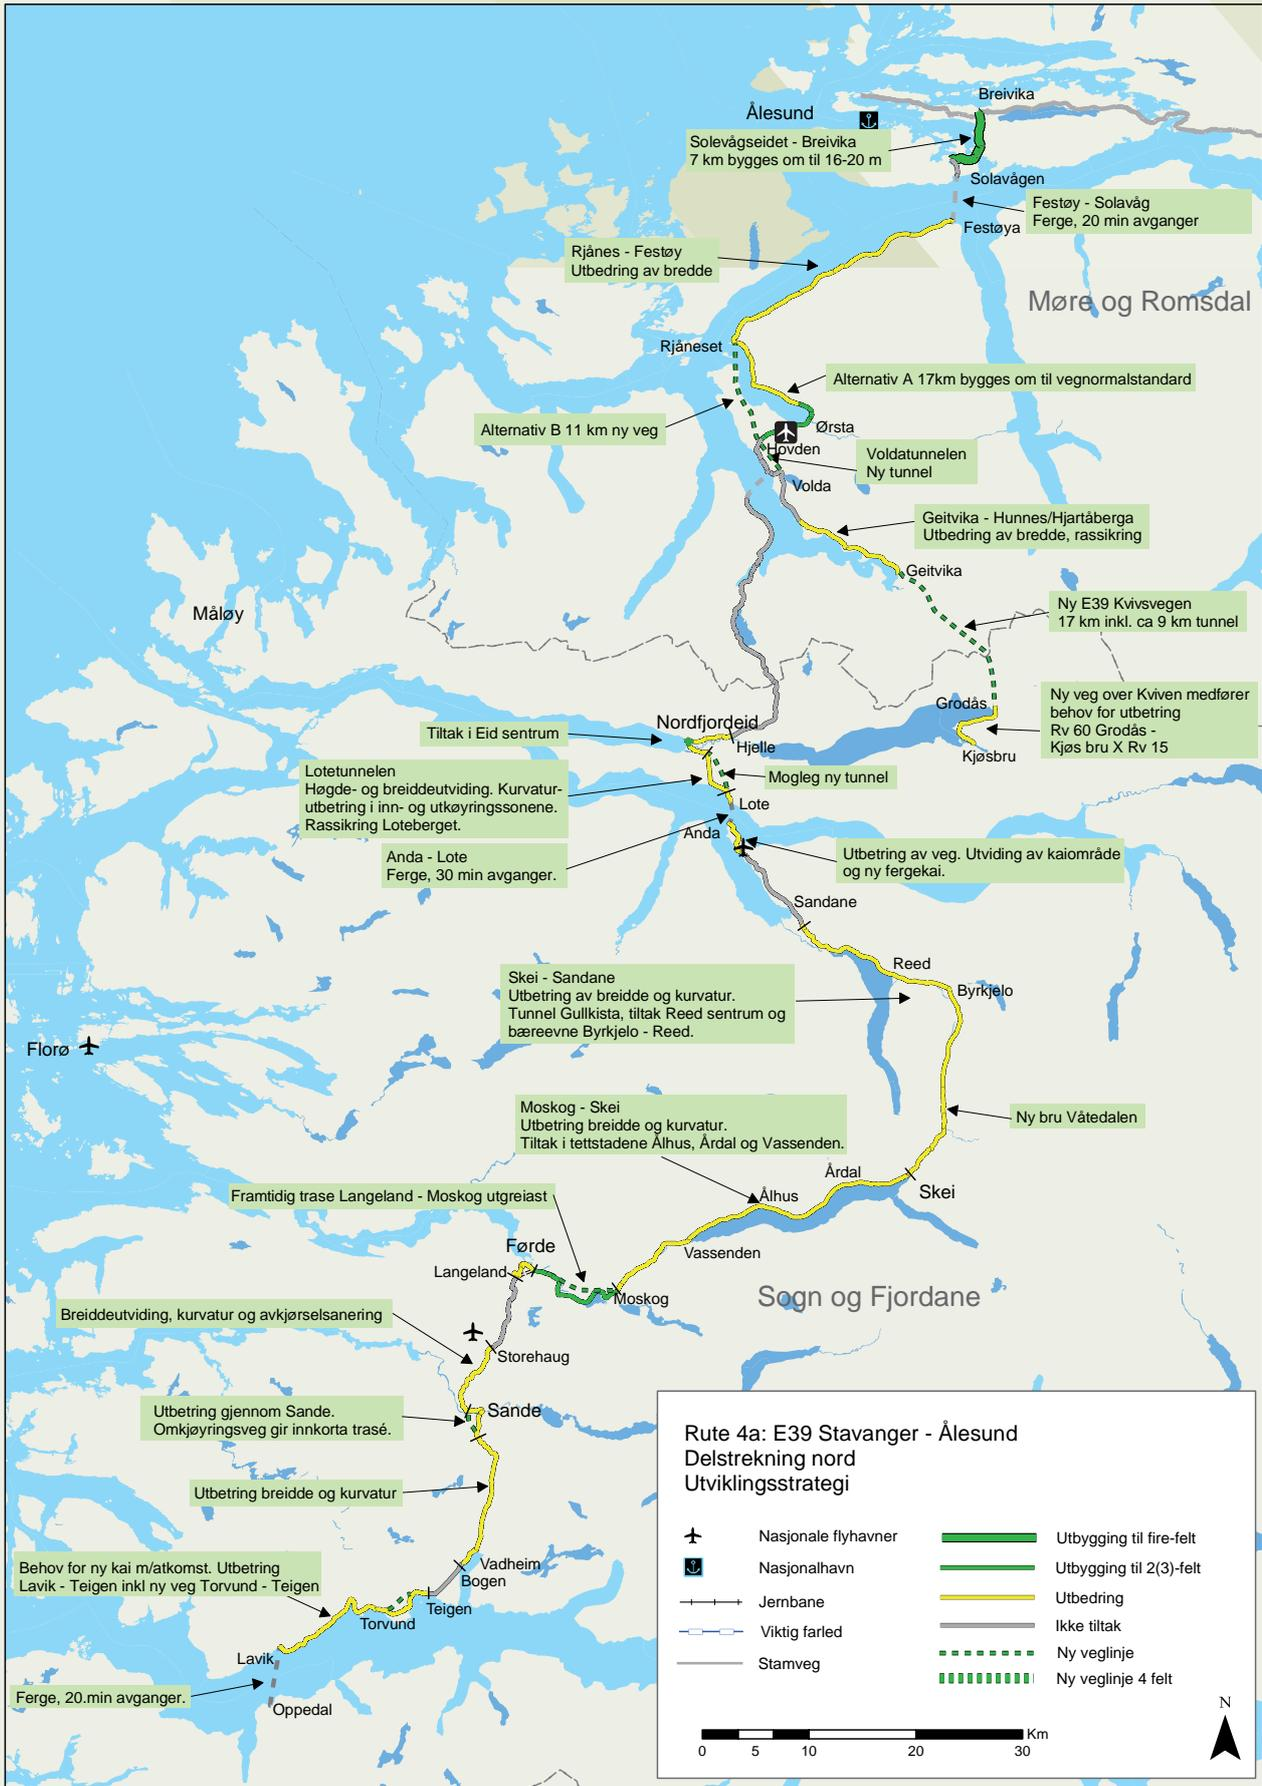 Breivika
Ålesund
Solevågseidet - Breivika
7 km bygges om til 16-20 m
Solavågen
Festøy - Solavåg
Ferge, 20 min avganger
Festøya
Rjånes - Festøy
Utbedring av bredde
Møre og Romsdal
Rjåneset
Alternativ A 17km bygges om til vegnormalstandard
Alternativ B 11 km ny veg
Ørsta
Hovden
Voldatunnelen
Ny tunnel
Volda
Geitvika - Hunnes/Hjartåberga
Utbedring av bredde, rassikring
Geitvika
Ny E39 Kvivsvegen
17 km inkl. ca 9 km tunnel
Måløy
Grodås
Ny veg over Kviven medfører
behov for utbetring
Rv 60 Grodås -
Kjøs bru X Rv 15
Nordfjordeid
Tiltak i Eid sentrum
Hjelle
Kjøsbru
Lotetunnelen
Høgde- og breiddeutviding. Kurvatur-
utbetring i inn- og utkøyringssonene.
Rassikring Loteberget.
Mogleg ny tunnel
Lote
Anda
Anda - Lote
Ferge, 30 min avganger.
Utbetring av veg. Utviding av kaiområde
og ny fergekai.
Sandane
Reed
Skei - Sandane
Utbetring av breidde og kurvatur.
Tunnel Gullkista, tiltak Reed sentrum og
bæreevne Byrkjelo - Reed.
Byrkjelo
Florø
Moskog - Skei
Utbetring breidde og kurvatur.
Tiltak i tettstadene Ålhus, Årdal og Vassenden.
Ny bru Våtedalen
Årdal
Skei
Ålhus
Framtidig trase Langeland - Moskog utgreiast
Førde
Vassenden
Langeland
Moskog
Sogn og Fjordane
Breiddeutviding, kurvatur og avkjørselsanering
Storehaug
Utbetring gjennom Sande.
Omkjøyringsveg gir innkorta trasé.
Sande
Utbetring breidde og kurvatur
Behov for ny kai m/atkomst. Utbetring
Lavik - Teigen inkl ny veg Torvund - Teigen
Vadheim
Bogen
Teigen
Torvund
Lavik
Ferge, 20.min avganger.
Oppedal
Rute 4a: E39 Stavanger - Ålesund
Delstrekning nord
Utviklingsstrategi
Nasjonale flyhavner
Nasjonalhavn
Jernbane
Viktig farled
Stamveg
Utbygging til fire-felt
Utbygging til 2(3)-felt
Utbedring
Ikke tiltak
Ny veglinje
Ny veglinje 4 felt
N
Km
0 5 10 20 30